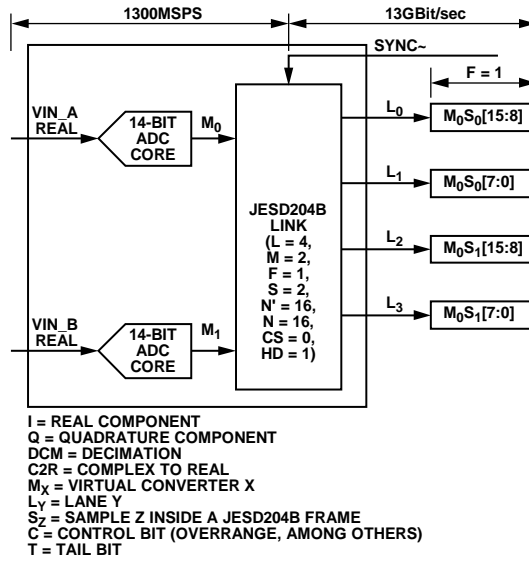 1300MSPS
13GBit/sec
SYNC~
F = 1
VIN_A
REAL
14-BIT
ADC
CORE
M0
L0
M0S0[15:8]
L1
M0S0[7:0]
JESD204B
LINK
(L = 4,
M = 2,
F = 1,
S = 2,
N' = 16,
N = 16,
CS = 0,
HD = 1)
L2
M0S1[15:8]
L3
M0S1[7:0]
VIN_B
REAL
14-BIT
ADC
CORE
M1
I = REAL COMPONENT
Q = QUADRATURE COMPONENT
DCM = DECIMATION
C2R = COMPLEX TO REAL
MX = VIRTUAL CONVERTER X
LY = LANE Y
SZ = SAMPLE Z INSIDE A JESD204B FRAME
C = CONTROL BIT (OVERRANGE, AMONG OTHERS)
T = TAIL BIT